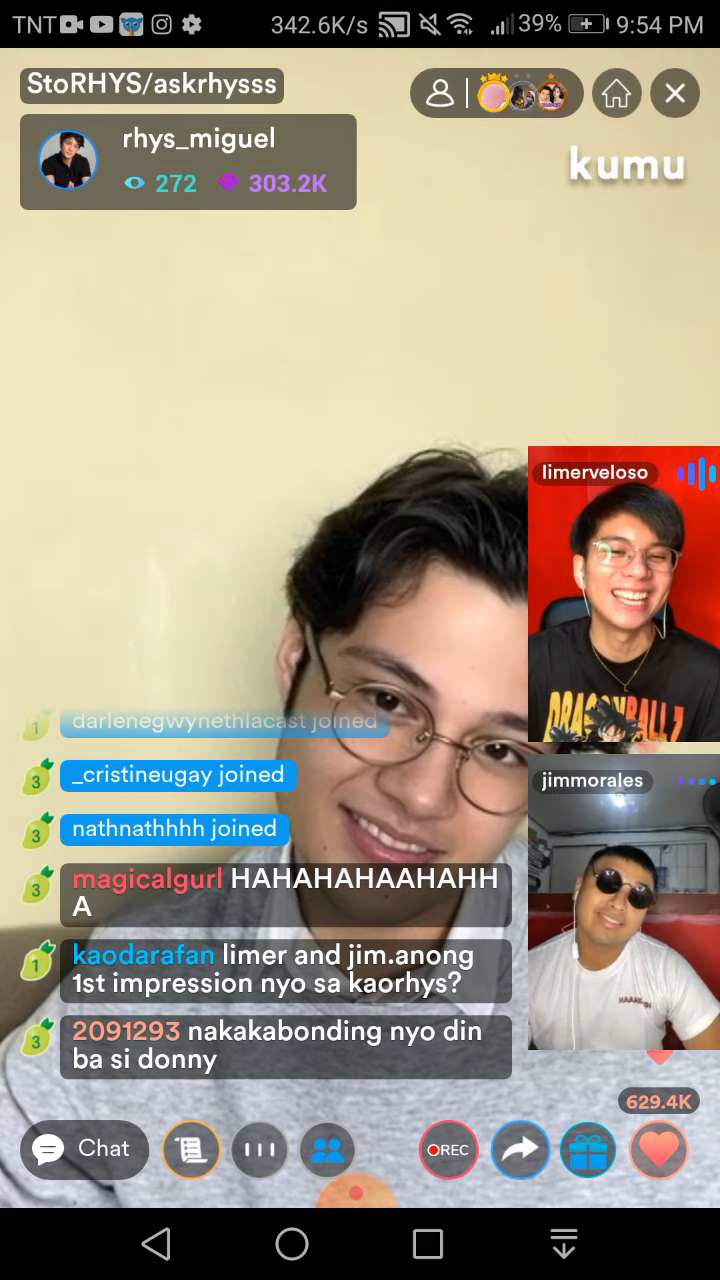 TNT 342.6K/s 39% 9:54 PM
StoRHYS/askrhysss
rhys_miguel
272 303.2K
kumu
limerveloso
DRAGONBALL Z
jimmorales
1 darlenegwynethlacast joined
3 _cristineugay joined
3 nathnathhhh joined
3 magicalgurl HAHAHAHAAHAHH
A
1 kaodarafan limer and jim.anong
1st impression nyo sa kaorhys?
3 2091293 nakakabonding nyo din
ba si donny
629.4K
Chat
REC